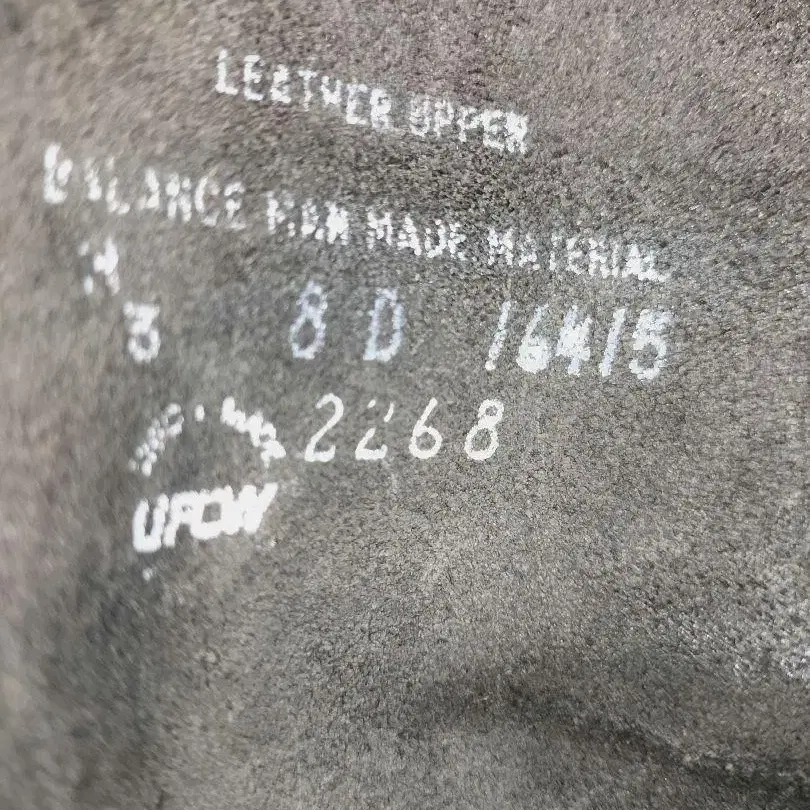 LEATHER UPPER
BALANCE MAN MADE MATERIAL
3 8 D 16415
2268
UFCW